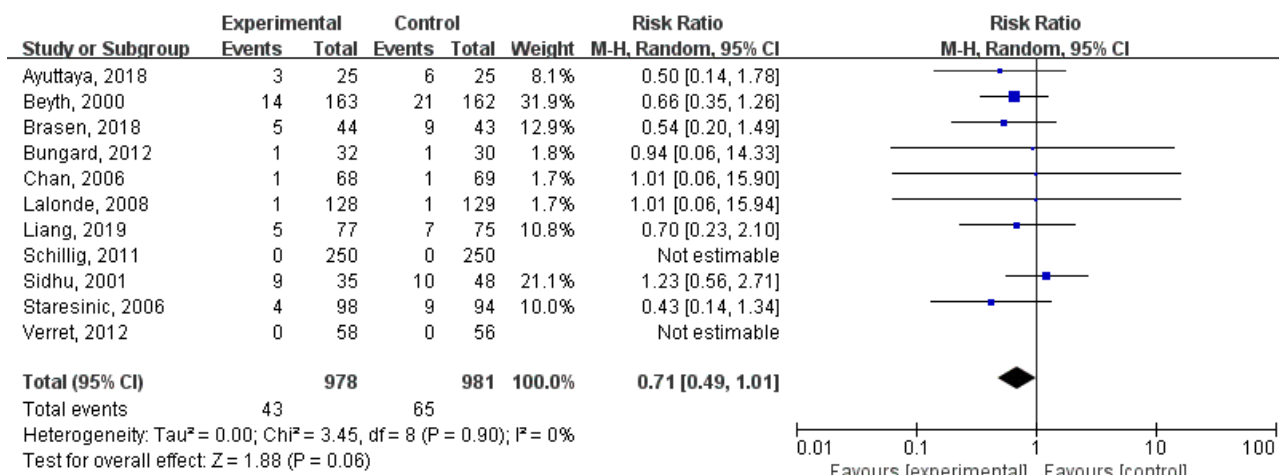 Experimental Control Risk Ratio Risk Ratio
Study or Subgroup Events Total Events Total Weight M-H, Random, 95% CI M-H, Random, 95% CI
Ayuttaya, 2018 3 25 6 25 8.1% 0.50 [0.14, 1.78]
Beyth, 2000 14 163 21 162 31.9% 0.66 [0.35, 1.26]
Brasen, 2018 5 44 9 43 12.9% 0.54 [0.20, 1.49]
Bungard, 2012 1 32 1 30 1.8% 0.94 [0.06, 14.33]
Chan, 2006 1 68 1 69 1.7% 1.01 [0.06, 15.90]
Lalonde, 2008 1 128 1 129 1.7% 1.01 [0.06, 15.94]
Liang, 2019 5 77 7 75 10.8% 0.70 [0.23, 2.10]
Schillig, 2011 0 250 0 250 Not estimable
Sidhu, 2001 9 35 10 48 21.1% 1.23 [0.56, 2.71]
Staresinic, 2006 4 98 9 94 10.0% 0.43 [0.14, 1.34]
Verret, 2012 0 58 0 56 Not estimable
Total (95% CI) 978 981 100.0% 0.71 [0.49, 1.01]
Total events 43 65
Heterogeneity: Tau² = 0.00; Chi² = 3.45, df = 8 (P = 0.90); I² = 0%
Test for overall effect: Z = 1.88 (P = 0.06)
0.01 0.1 1 10 100
Favours [experimental] Favours [control]